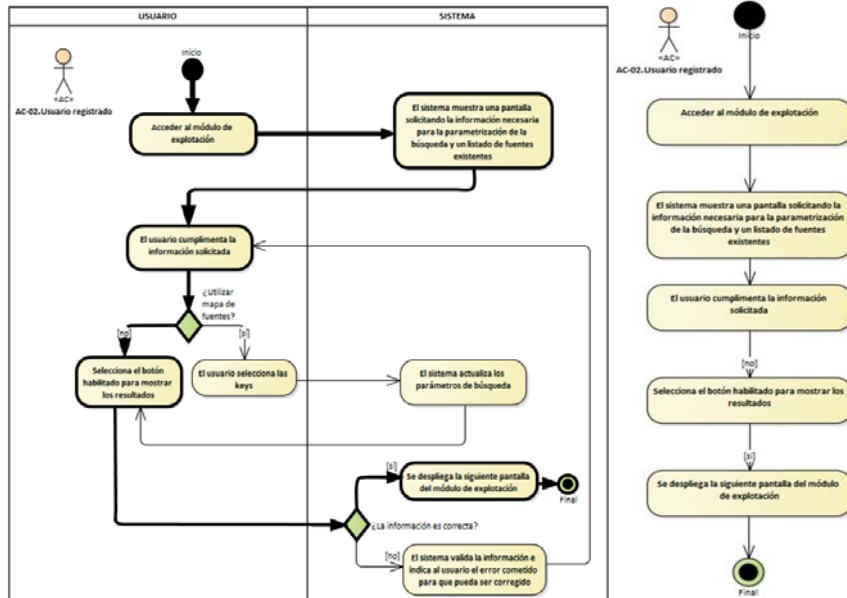 USUARIO
SISTEMA
Inicio
«AC»
AC-02.Usuario registrado
Acceder al módulo de
explotación
El sistema muestra una pantalla
solicitando la información necesaria
para la parametrización de la
búsqueda y un listado de fuentes
existentes
El usuario cumplimenta la
información solicitada
¿Utilizar
mapa de
fuentes?
[no]
[sí]
Selecciona el botón
habilitado para mostrar
los resultados
El usuario selecciona las
keys
El sistema actualiza los
parámetros de búsqueda
[sí]
Se despliega la siguiente pantalla
del módulo de explotación
Final
¿La información es correcta?
[no]
El sistema valida la información e
indica al usuario el error cometido
para que pueda ser corregido
Inicio
«AC»
AC-02.Usuario registrado
Acceder al módulo de explotación
El sistema muestra una pantalla solicitando la
información necesaria para la parametrización
de la búsqueda y un listado de fuentes
existentes
El usuario cumplimenta la información
solicitada
[no]
Selecciona el botón habilitado para mostrar los
resultados
[sí]
Se despliega la siguiente pantalla del módulo
de explotación
Final